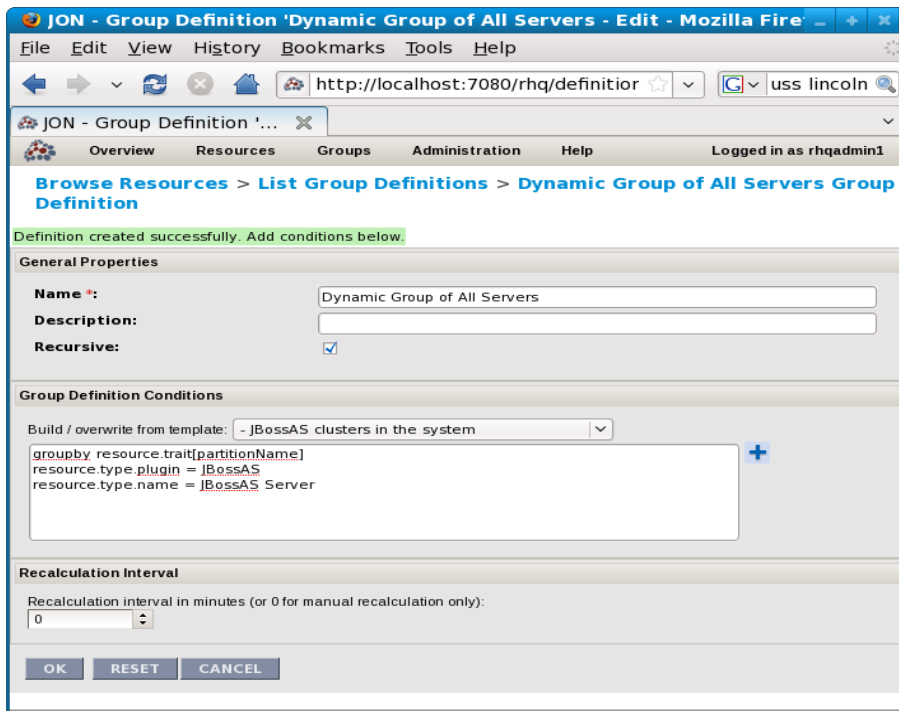 JON - Group Definition 'Dynamic Group of All Servers - Edit - Mozilla Fire
File Edit View History Bookmarks Tools Help
http://localhost:7080/rhq/definition
G
uss lincoln
JON - Group Definition '...
Overview Resources Groups Administration Help Logged in as rhqadmin1
Browse Resources > List Group Definitions > Dynamic Group of All Servers Group
Definition
Definition created successfully. Add conditions below.
General Properties
Name *:
Dynamic Group of All Servers
Description:
Recursive:
Group Definition Conditions
Build / overwrite from template: - JBossAS clusters in the system
groupby resource.trait[partitionName]
resource.type.plugin = JBossAS
resource.type.name = JBossAS Server
Recalculation Interval
Recalculation interval in minutes (or 0 for manual recalculation only):
0
OK RESET CANCEL